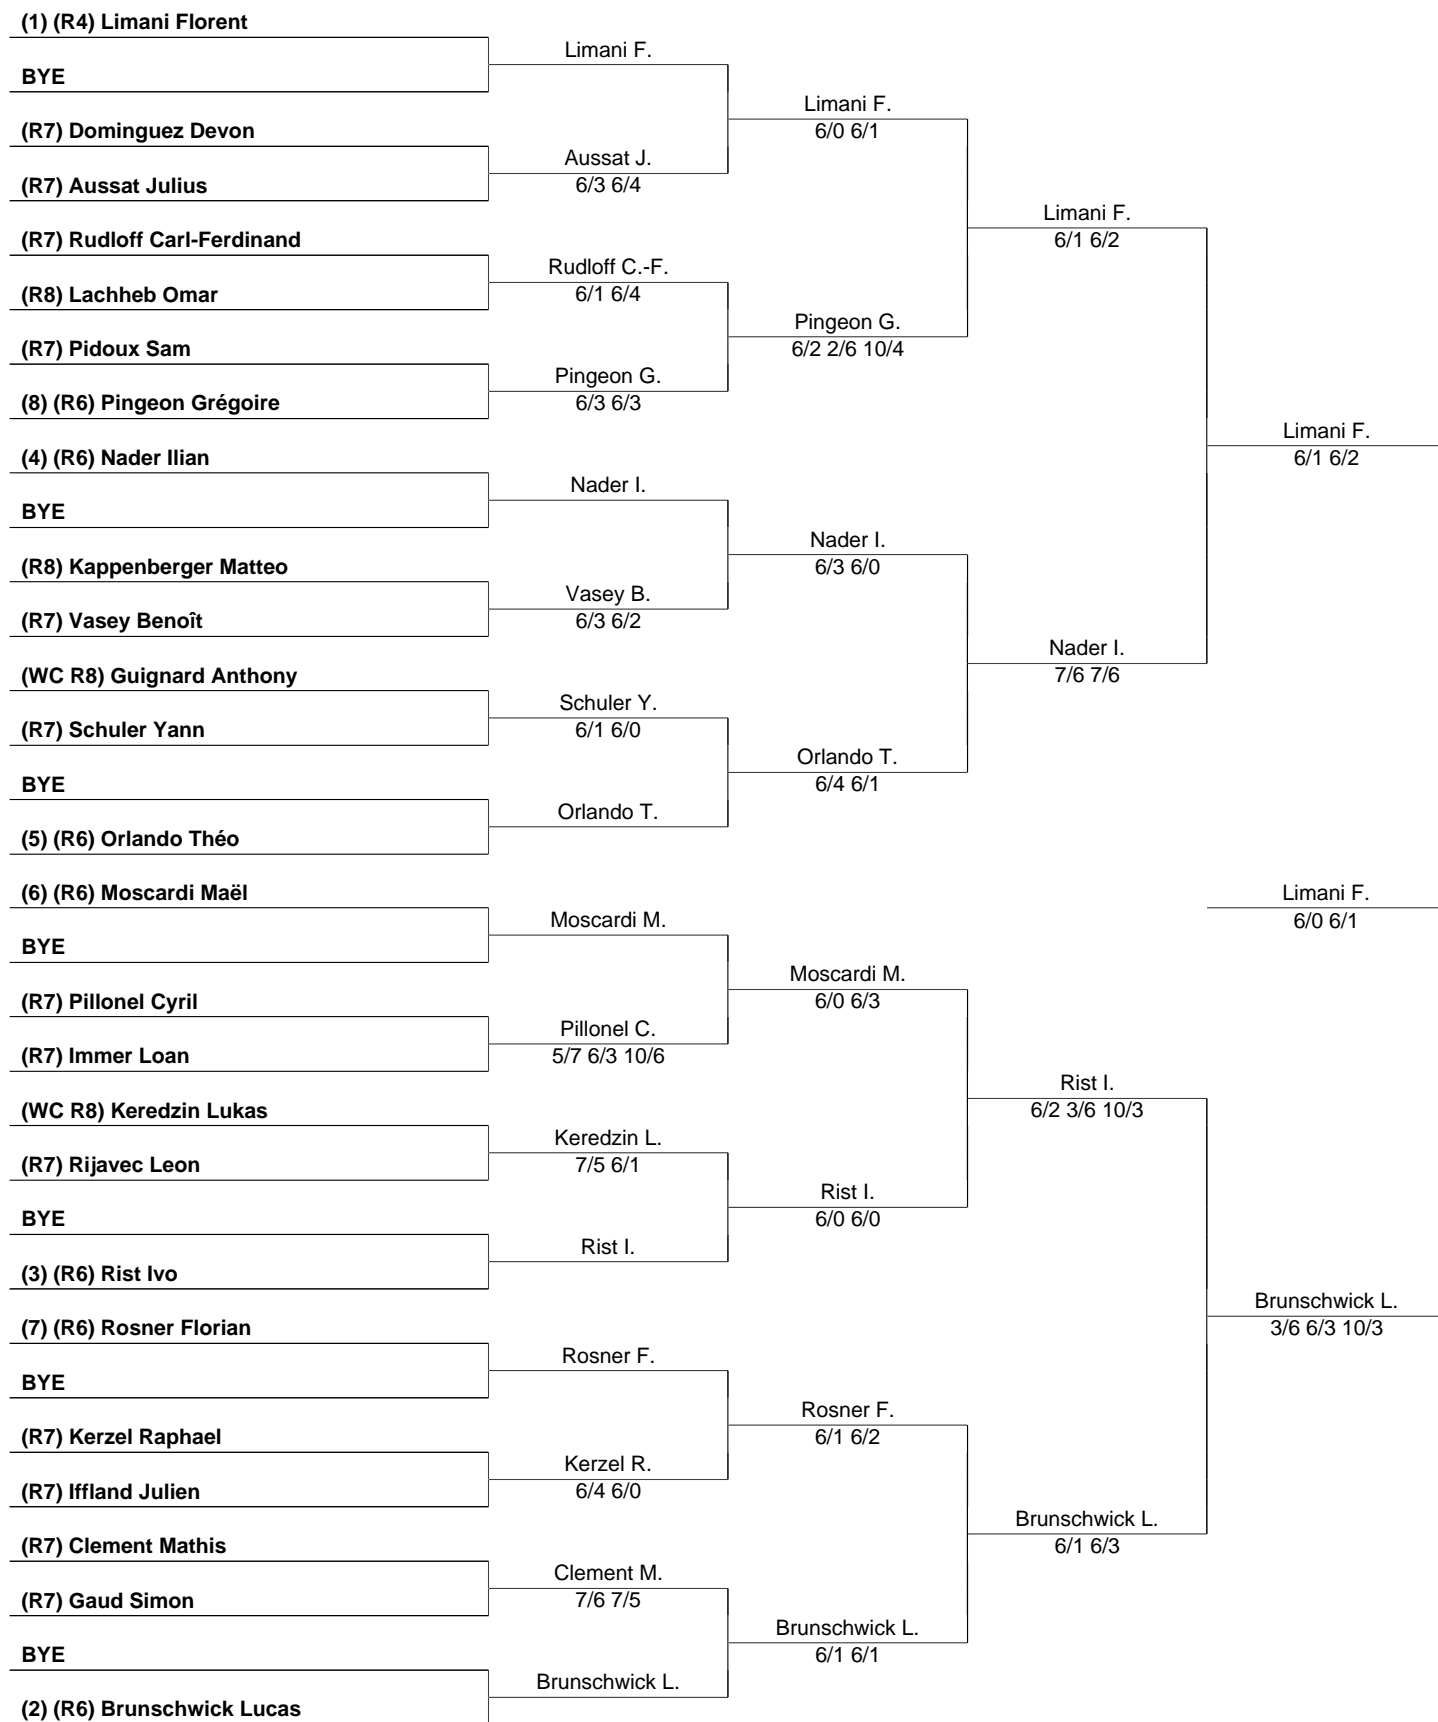 (1) (R4) Limani Florent
Limani F.
BYE
Limani F.
6/0 6/1
(R7) Dominguez Devon
Aussat J.
6/3 6/4
(R7) Aussat Julius
Limani F.
6/1 6/2
(R7) Rudloff Carl-Ferdinand
Rudloff C.-F.
6/1 6/4
(R8) Lachheb Omar
Pingeon G.
6/2 2/6 10/4
(R7) Pidoux Sam
Pingeon G.
6/3 6/3
(8) (R6) Pingeon Grégoire
Limani F.
6/1 6/2
(4) (R6) Nader Ilian
Nader I.
BYE
Nader I.
6/3 6/0
(R8) Kappenberger Matteo
Vasey B.
6/3 6/2
(R7) Vasey Benoît
Nader I.
7/6 7/6
(WC R8) Guignard Anthony
Schuler Y.
6/1 6/0
(R7) Schuler Yann
Orlando T.
6/4 6/1
BYE
Orlando T.
(5) (R6) Orlando Théo
(6) (R6) Moscardi Maël
Limani F.
6/0 6/1
Moscardi M.
BYE
Moscardi M.
6/0 6/3
(R7) Pillonel Cyril
Pillonel C.
5/7 6/3 10/6
(R7) Immer Loan
Rist I.
6/2 3/6 10/3
(WC R8) Keredzin Lukas
Keredzin L.
7/5 6/1
(R7) Rijavec Leon
Rist I.
6/0 6/0
BYE
Rist I.
(3) (R6) Rist Ivo
Brunschwick L.
3/6 6/3 10/3
(7) (R6) Rosner Florian
Rosner F.
BYE
Rosner F.
6/1 6/2
(R7) Kerzel Raphael
Kerzel R.
6/4 6/0
(R7) Iffland Julien
Brunschwick L.
6/1 6/3
(R7) Clement Mathis
Clement M.
7/6 7/5
(R7) Gaud Simon
Brunschwick L.
6/1 6/1
BYE
Brunschwick L.
(2) (R6) Brunschwick Lucas